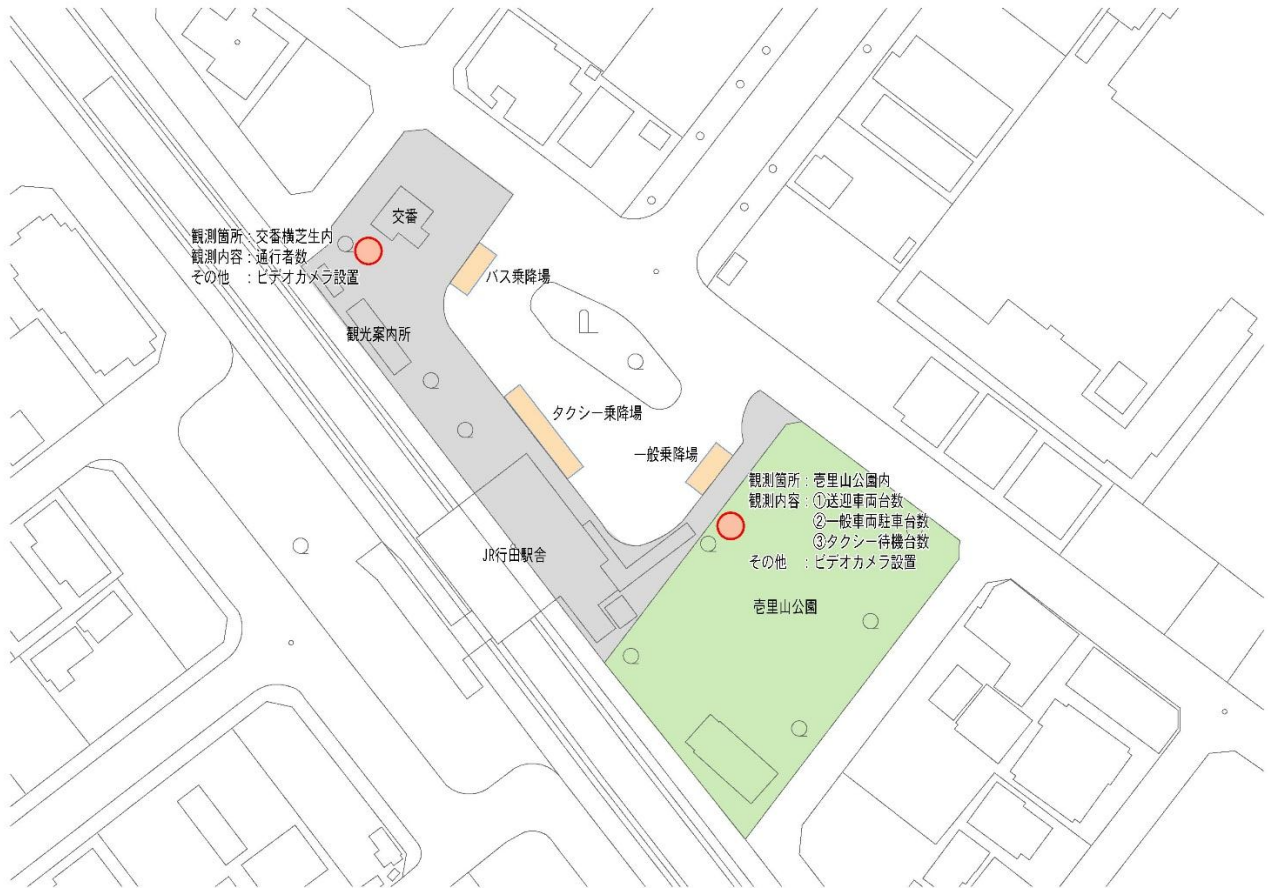 交番
観測箇所：交番横芝生内
観測内容：通行者数
その他　：ビデオカメラ設置
バス乗降場
観光案内所
タクシー乗降場
一般乗降場
観測箇所：壱里山公園内
観測内容：①送迎車両台数
②一般車両駐車台数
③タクシー待機台数
その他　：ビデオカメラ設置
JR行田駅舎
壱里山公園